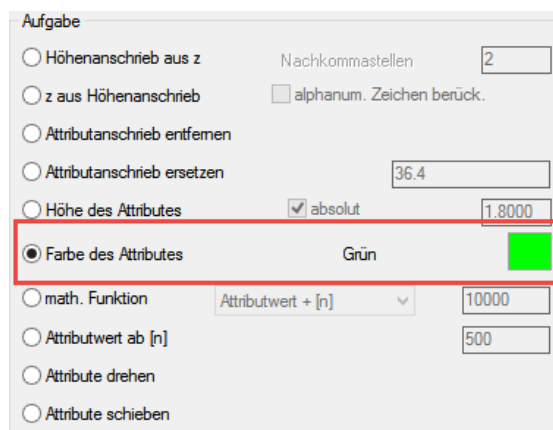 Aufgabe
Höhenanschrieb aus z Nachkommastellen 2
z aus Höhenanschrieb alphanum. Zeichen berück.
Attributanschrieb entfernen
Attributanschrieb ersetzen 36.4
Höhe des Attributes absolut 1.8000
Farbe des Attributes Grün
math. Funktion Attributwert + [n] 10000
Attributwert ab [n] 500
Attribute drehen
Attribute schieben